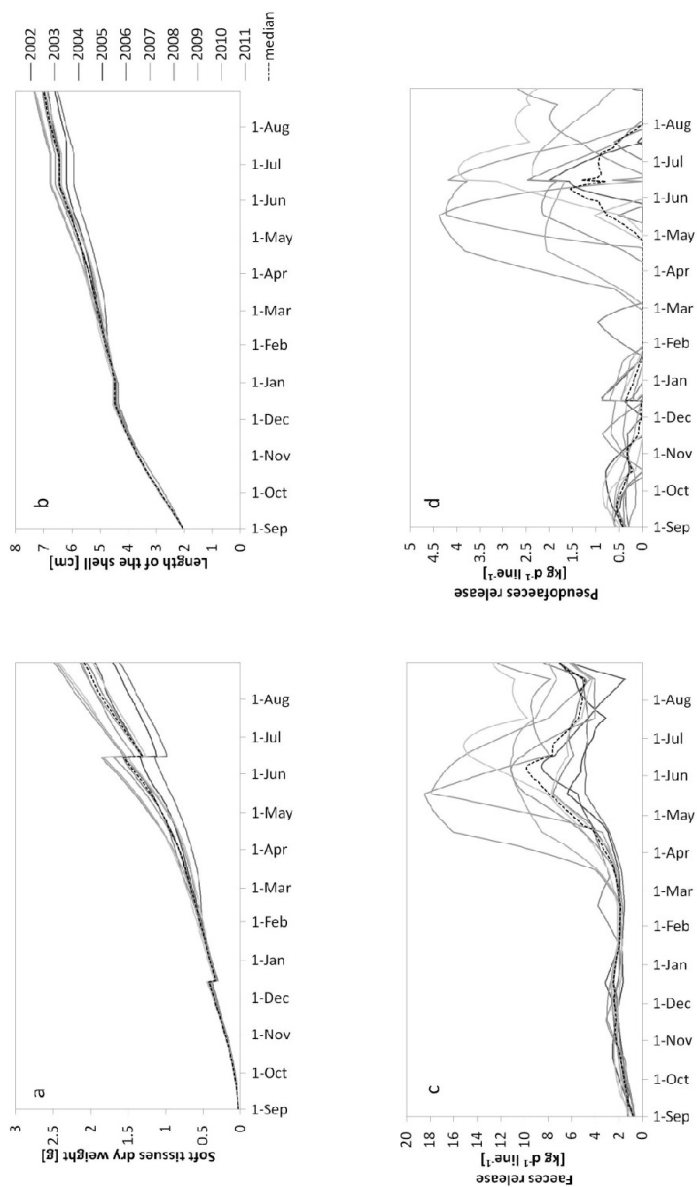 a
Soft tissues dry weight [g]
3
2.5
2
1.5
1
0.5
0
1-Sep
1-Oct
1-Nov
1-Dec
1-Jan
1-Feb
1-Mar
1-Apr
1-May
1-Jun
1-Jul
1-Aug
b
Length of the shell [cm]
8
7
6
5
4
3
2
1
0
1-Sep
1-Oct
1-Nov
1-Dec
1-Jan
1-Feb
1-Mar
1-Apr
1-May
1-Jun
1-Jul
1-Aug
2002
2003
2004
2005
2006
2007
2008
2009
2010
2011
median
c
Faeces release
[kg d⁻¹ line⁻¹]
20
18
16
14
12
10
8
6
4
2
0
1-Sep
1-Oct
1-Nov
1-Dec
1-Jan
1-Feb
1-Mar
1-Apr
1-May
1-Jun
1-Jul
1-Aug
d
Pseudofaeces release
[kg d⁻¹ line⁻¹]
5
4.5
4
3.5
3
2.5
2
1.5
1
0.5
0
1-Sep
1-Oct
1-Nov
1-Dec
1-Jan
1-Feb
1-Mar
1-Apr
1-May
1-Jun
1-Jul
1-Aug